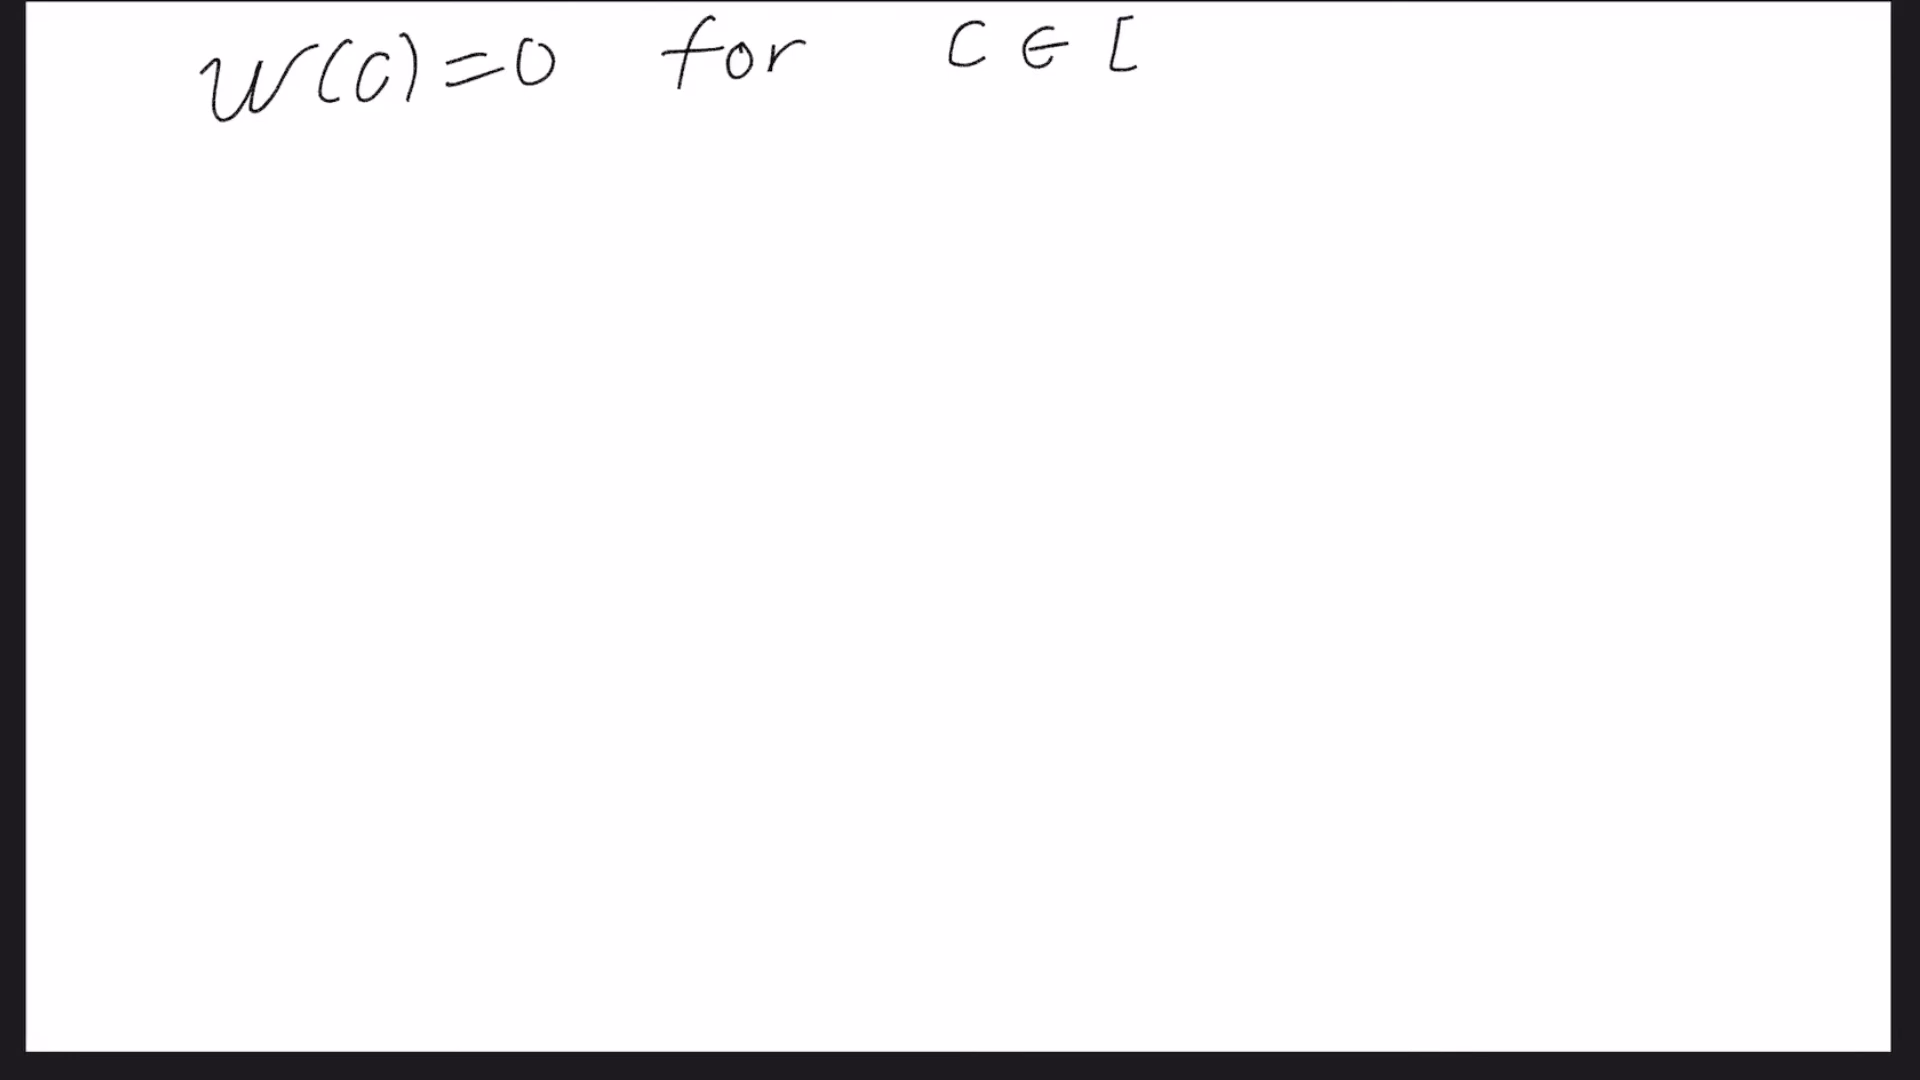 w(c)=0 for c ∈ [